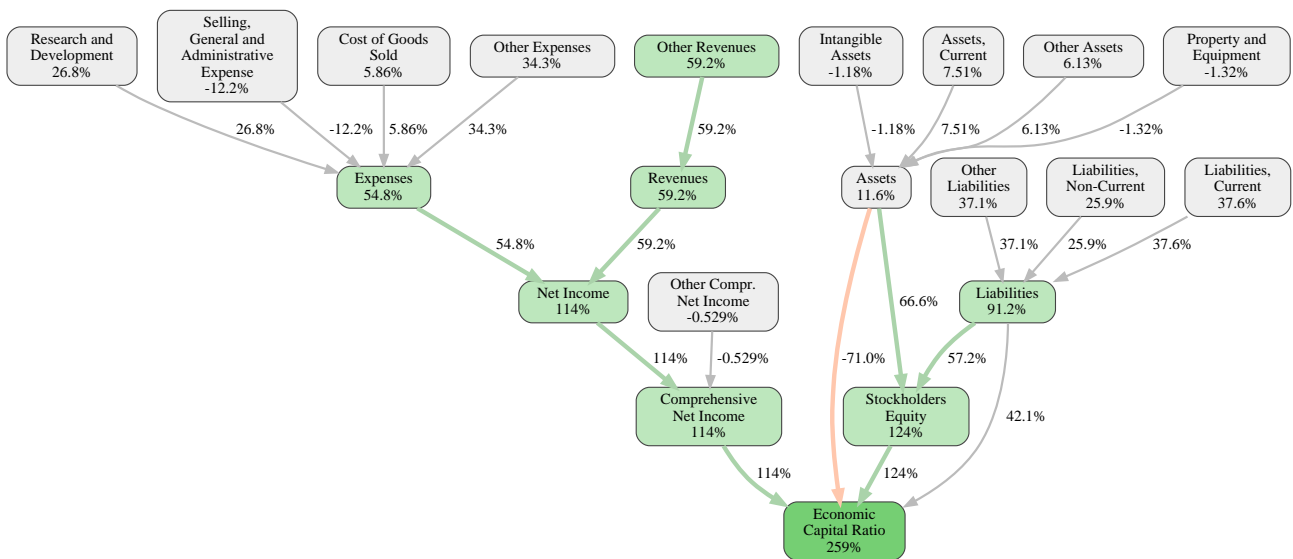 Research and
Development
26.8%
Selling,
General and
Administrative
Expense
-12.2%
Cost of Goods
Sold
5.86%
Other Expenses
34.3%
Other Revenues
59.2%
Intangible
Assets
-1.18%
Assets,
Current
7.51%
Other Assets
6.13%
Property and
Equipment
-1.32%
26.8%
-12.2%
5.86%
34.3%
59.2%
-1.18%
7.51%
6.13%
-1.32%
Expenses
54.8%
Revenues
59.2%
Assets
11.6%
Other
Liabilities
37.1%
Liabilities,
Non-Current
25.9%
Liabilities,
Current
37.6%
54.8%
59.2%
37.1%
25.9%
37.6%
Net Income
114%
Other Compr.
Net Income
-0.529%
66.6%
Liabilities
91.2%
114%
-0.529%
-71.0%
57.2%
Comprehensive
Net Income
114%
Stockholders
Equity
124%
42.1%
114%
124%
Economic
Capital Ratio
259%